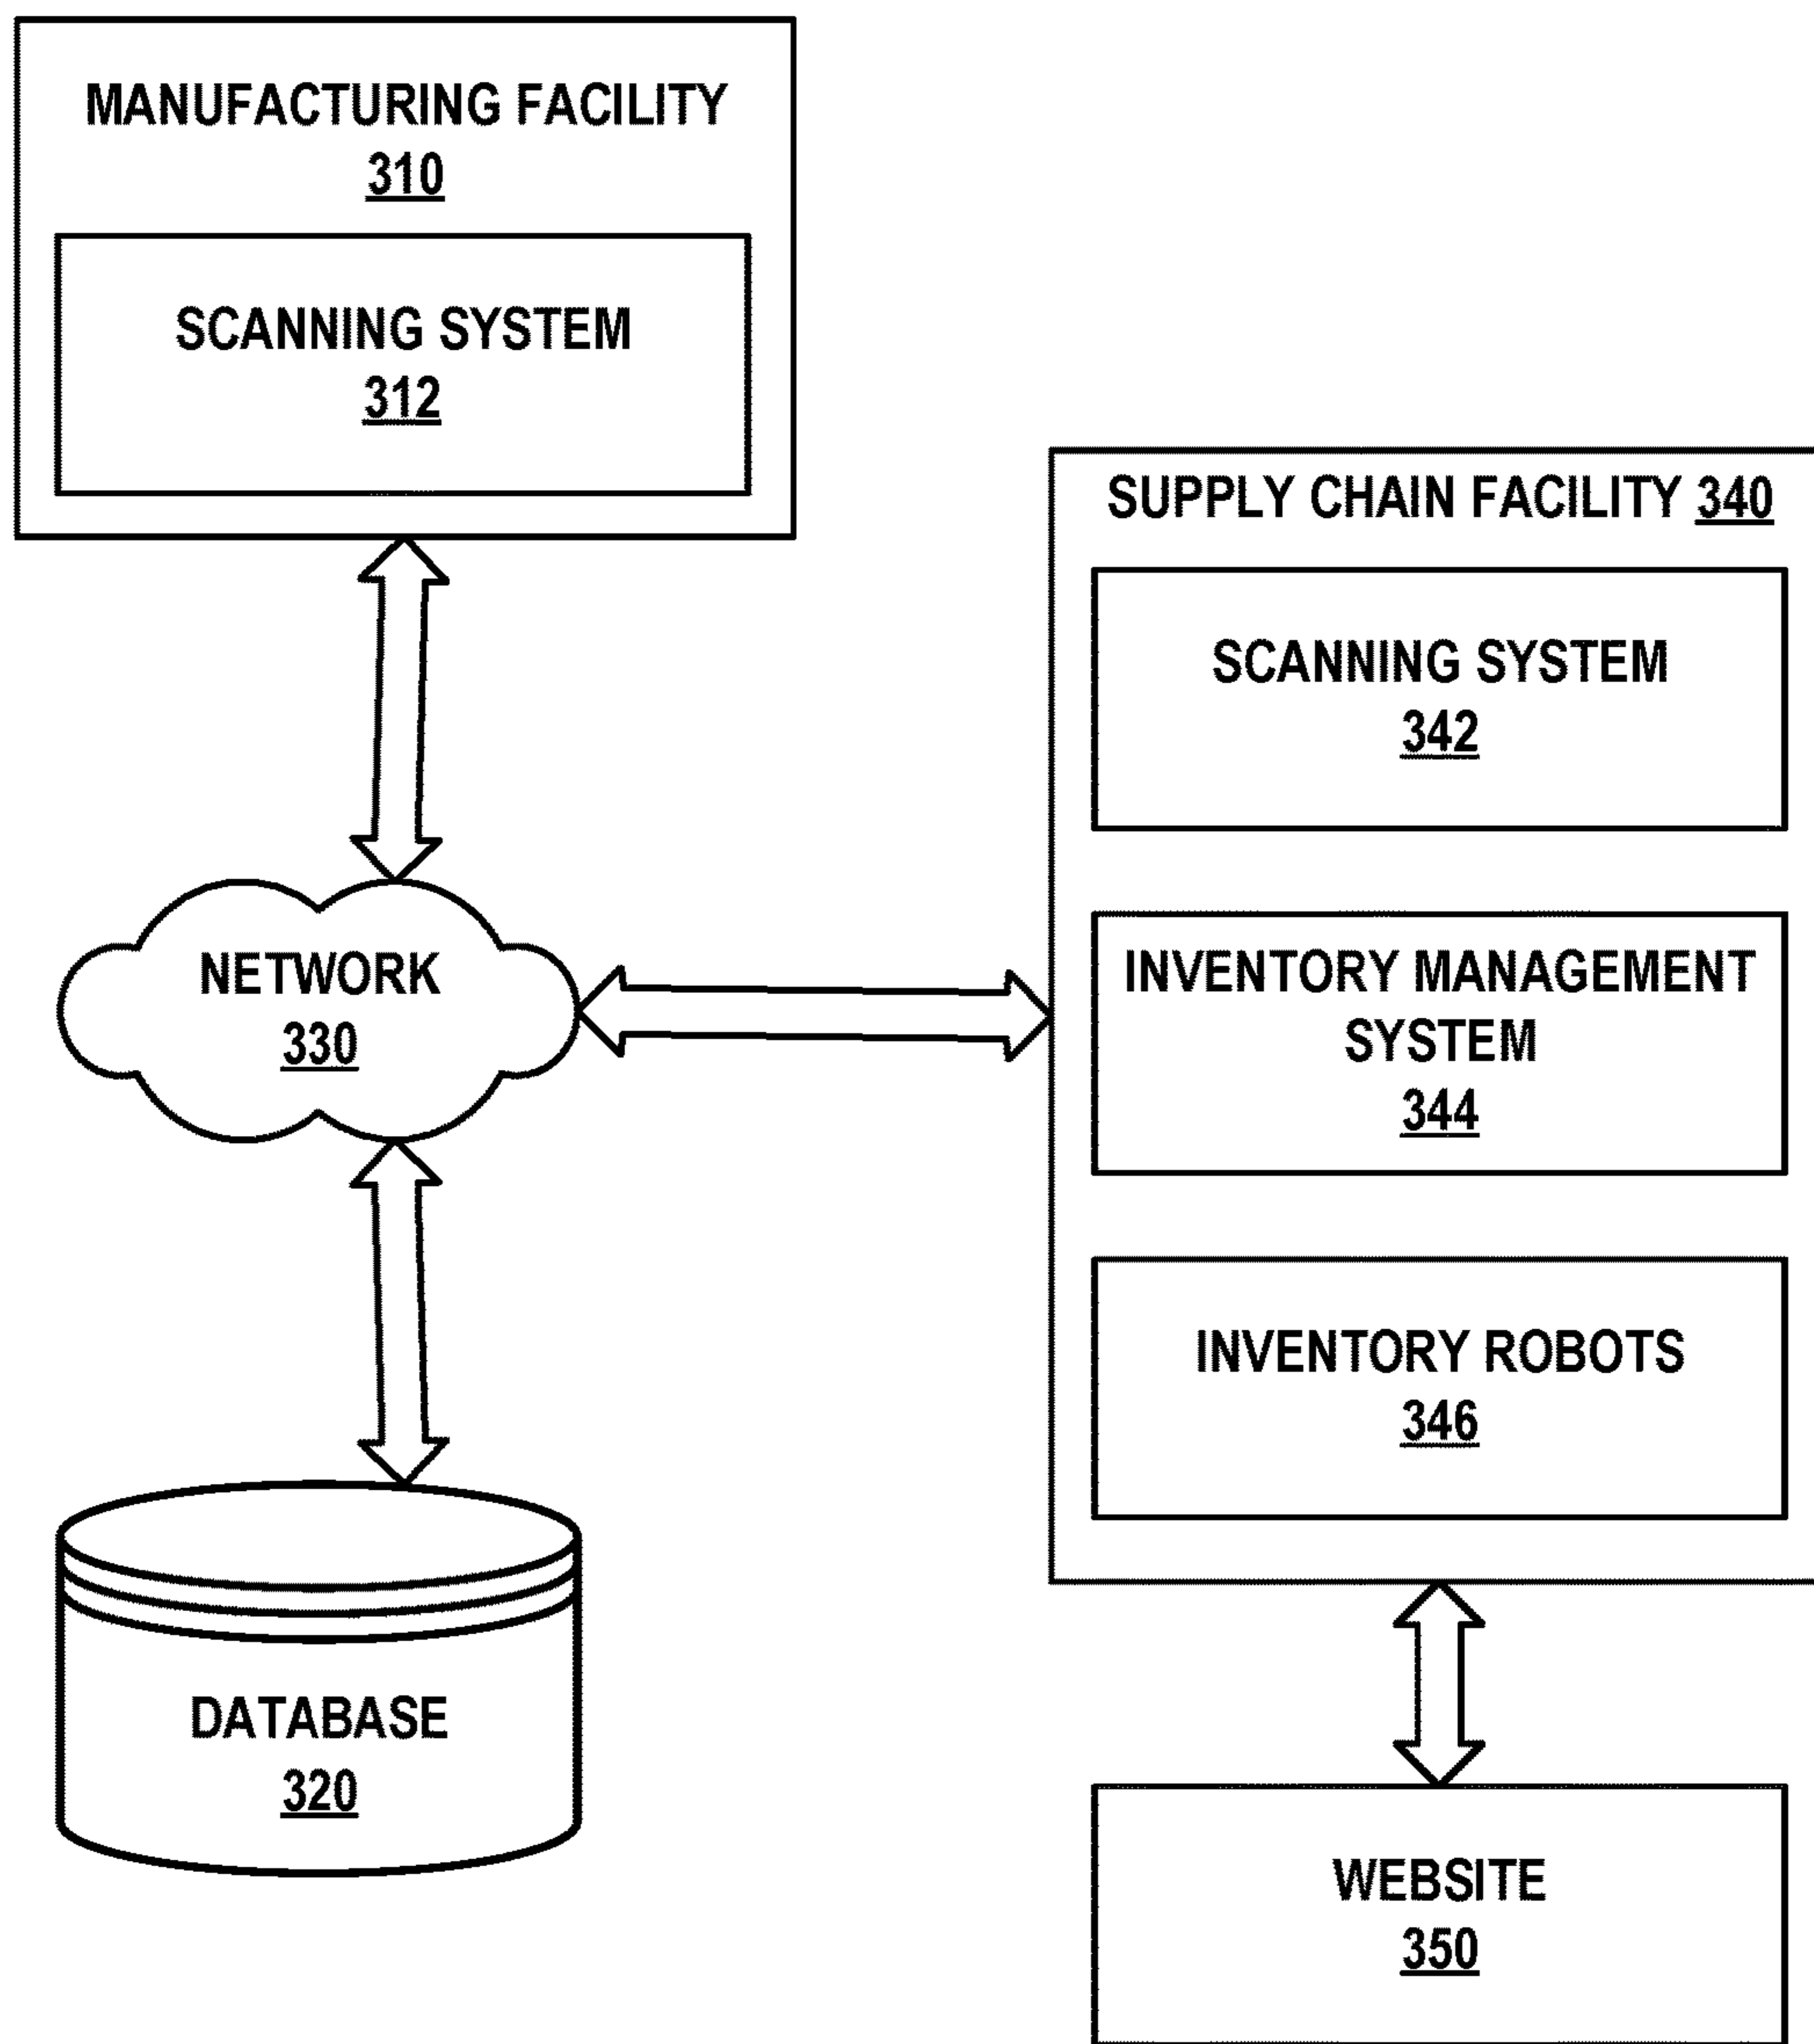 MANUFACTURING FACILITY
310
SCANNING SYSTEM
312
SUPPLY CHAIN FACILITY 340
SCANNING SYSTEM
342
NETWORK
330
INVENTORY MANAGEMENT
SYSTEM
344
INVENTORY ROBOTS
346
DATABASE
320
WEBSITE
350